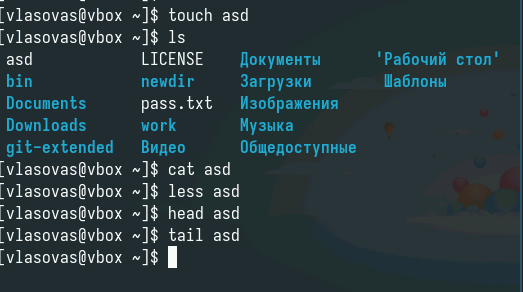 [vlasovas@vbox ~]$ touch asd
[vlasovas@vbox ~]$ ls
asd LICENSE Документы 'Рабочий стол'
bin newdir Загрузки Шаблоны
Documents pass.txt Изображения
Downloads work Музыка
git-extended Видео Общедоступные
[vlasovas@vbox ~]$ cat asd
[vlasovas@vbox ~]$ less asd
[vlasovas@vbox ~]$ head asd
[vlasovas@vbox ~]$ tail asd
[vlasovas@vbox ~]$